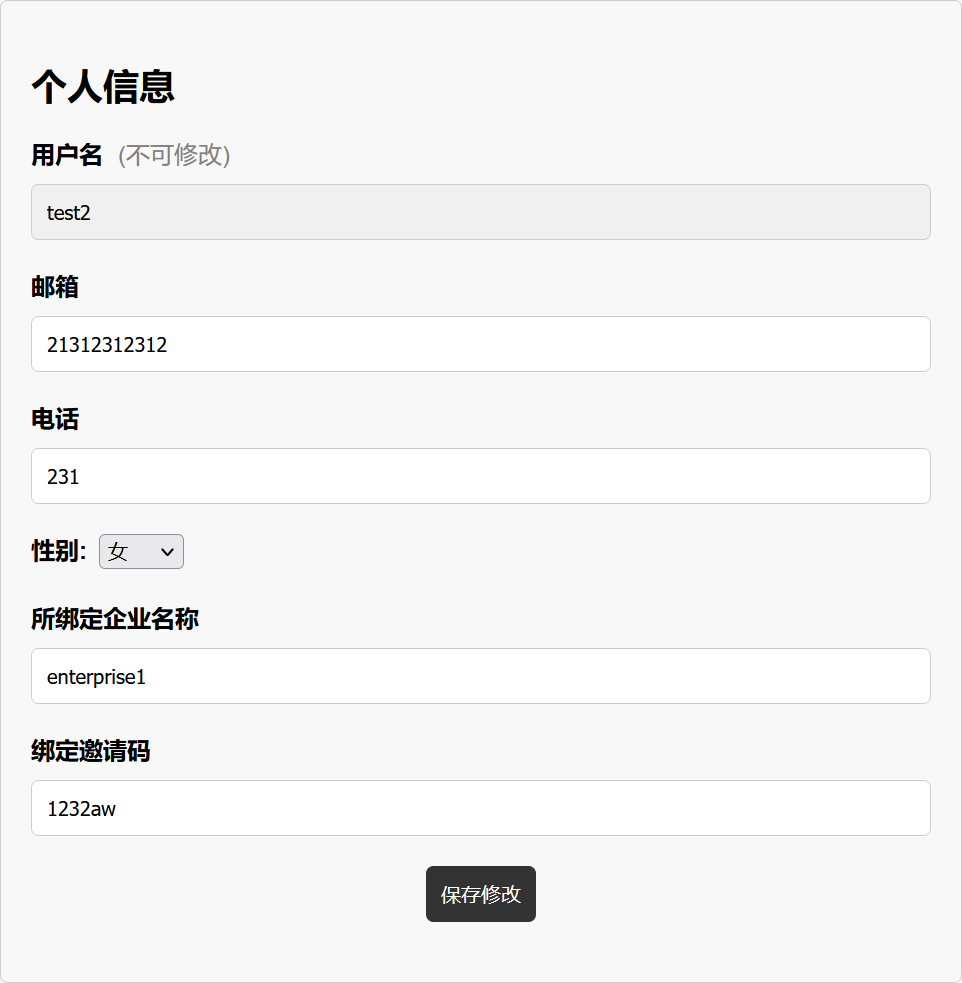 个人信息
用户名 (不可修改)
test2
邮箱
21312312312
电话
231
性别: 女
所绑定企业名称
enterprise1
绑定邀请码
1232aw
保存修改